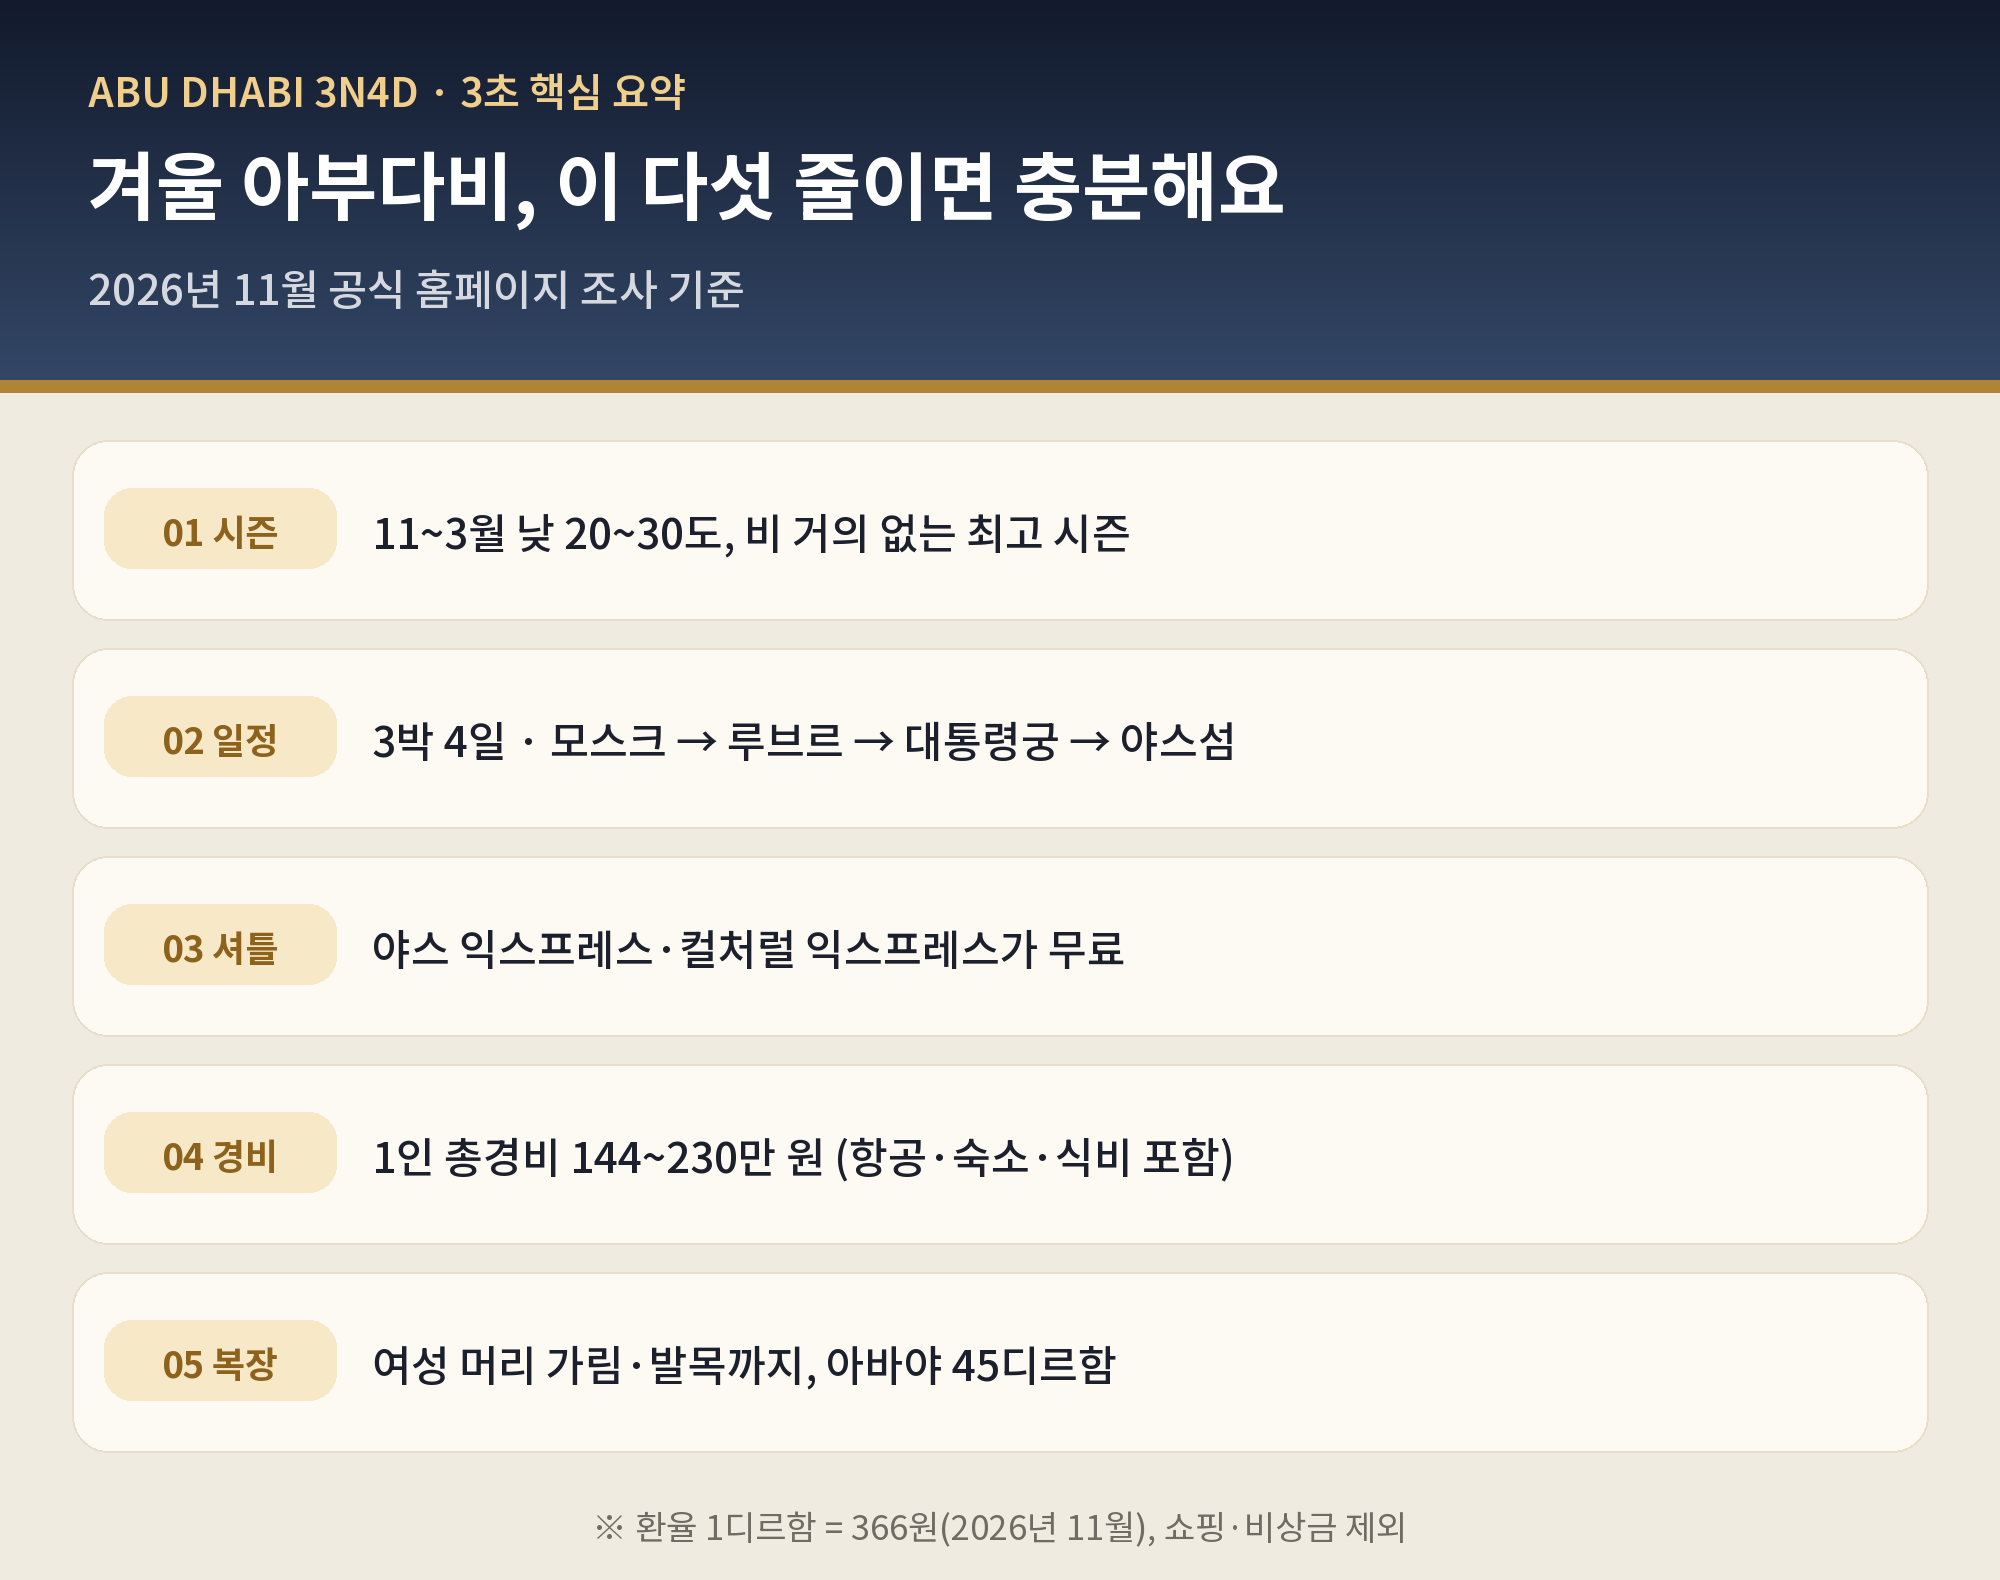 ABU DHABI 3N4D · 3초 핵심 요약
겨울 아부다비, 이 다섯 줄이면 충분해요
2026년 11월 공식 홈페이지 조사 기준
01 시즌
11~3월 낮 20~30도, 비 거의 없는 최고 시즌
02 일정
3박 4일 · 모스크 → 루브르 → 대통령궁 → 야스섬
03 셔틀
야스 익스프레스·컬처럴 익스프레스가 무료
04 경비
1인 총경비 144~230만 원 (항공·숙소·식비 포함)
05 복장
여성 머리 가림·발목까지, 아바야 45디르함
※ 환율 1디르함 = 366원(2026년 11월), 쇼핑·비상금 제외